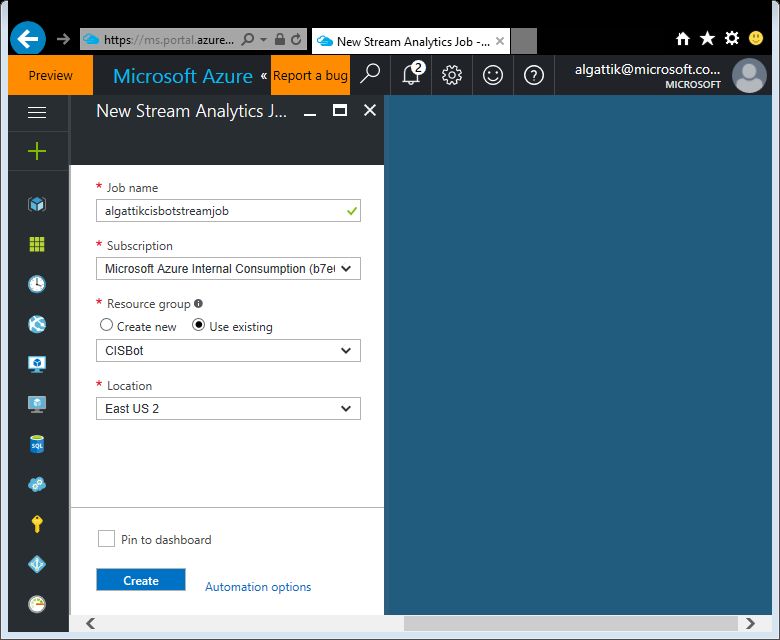 https://ms.portal.azure...
New Stream Analytics Job -...
Preview
Microsoft Azure
«
Report a bug
2
algattik@microsoft.co...
MICROSOFT
New Stream Analytics J...
* Job name
algattikcisbotstreamjob
* Subscription
Microsoft Azure Internal Consumption (b7e
* Resource group
Create new
Use existing
CISBot
* Location
East US 2
SQL
Pin to dashboard
Create
Automation options